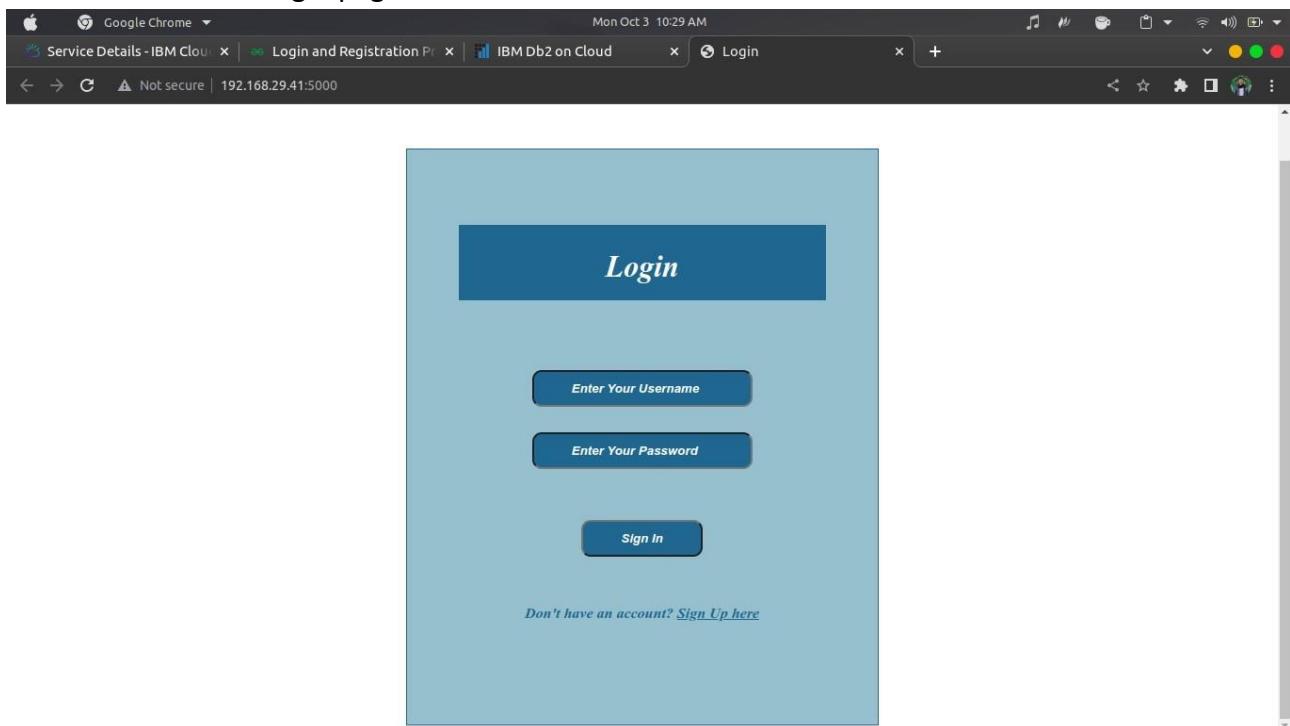 Google Chrome
Mon Oct 3 10:29 AM
Service Details - IBM Clou
Login and Registration Pr
IBM Db2 on Cloud
Login
Not secure | 192.168.29.41:5000
Login
Enter Your Username
Enter Your Password
Sign In
Don't have an account? Sign Up here